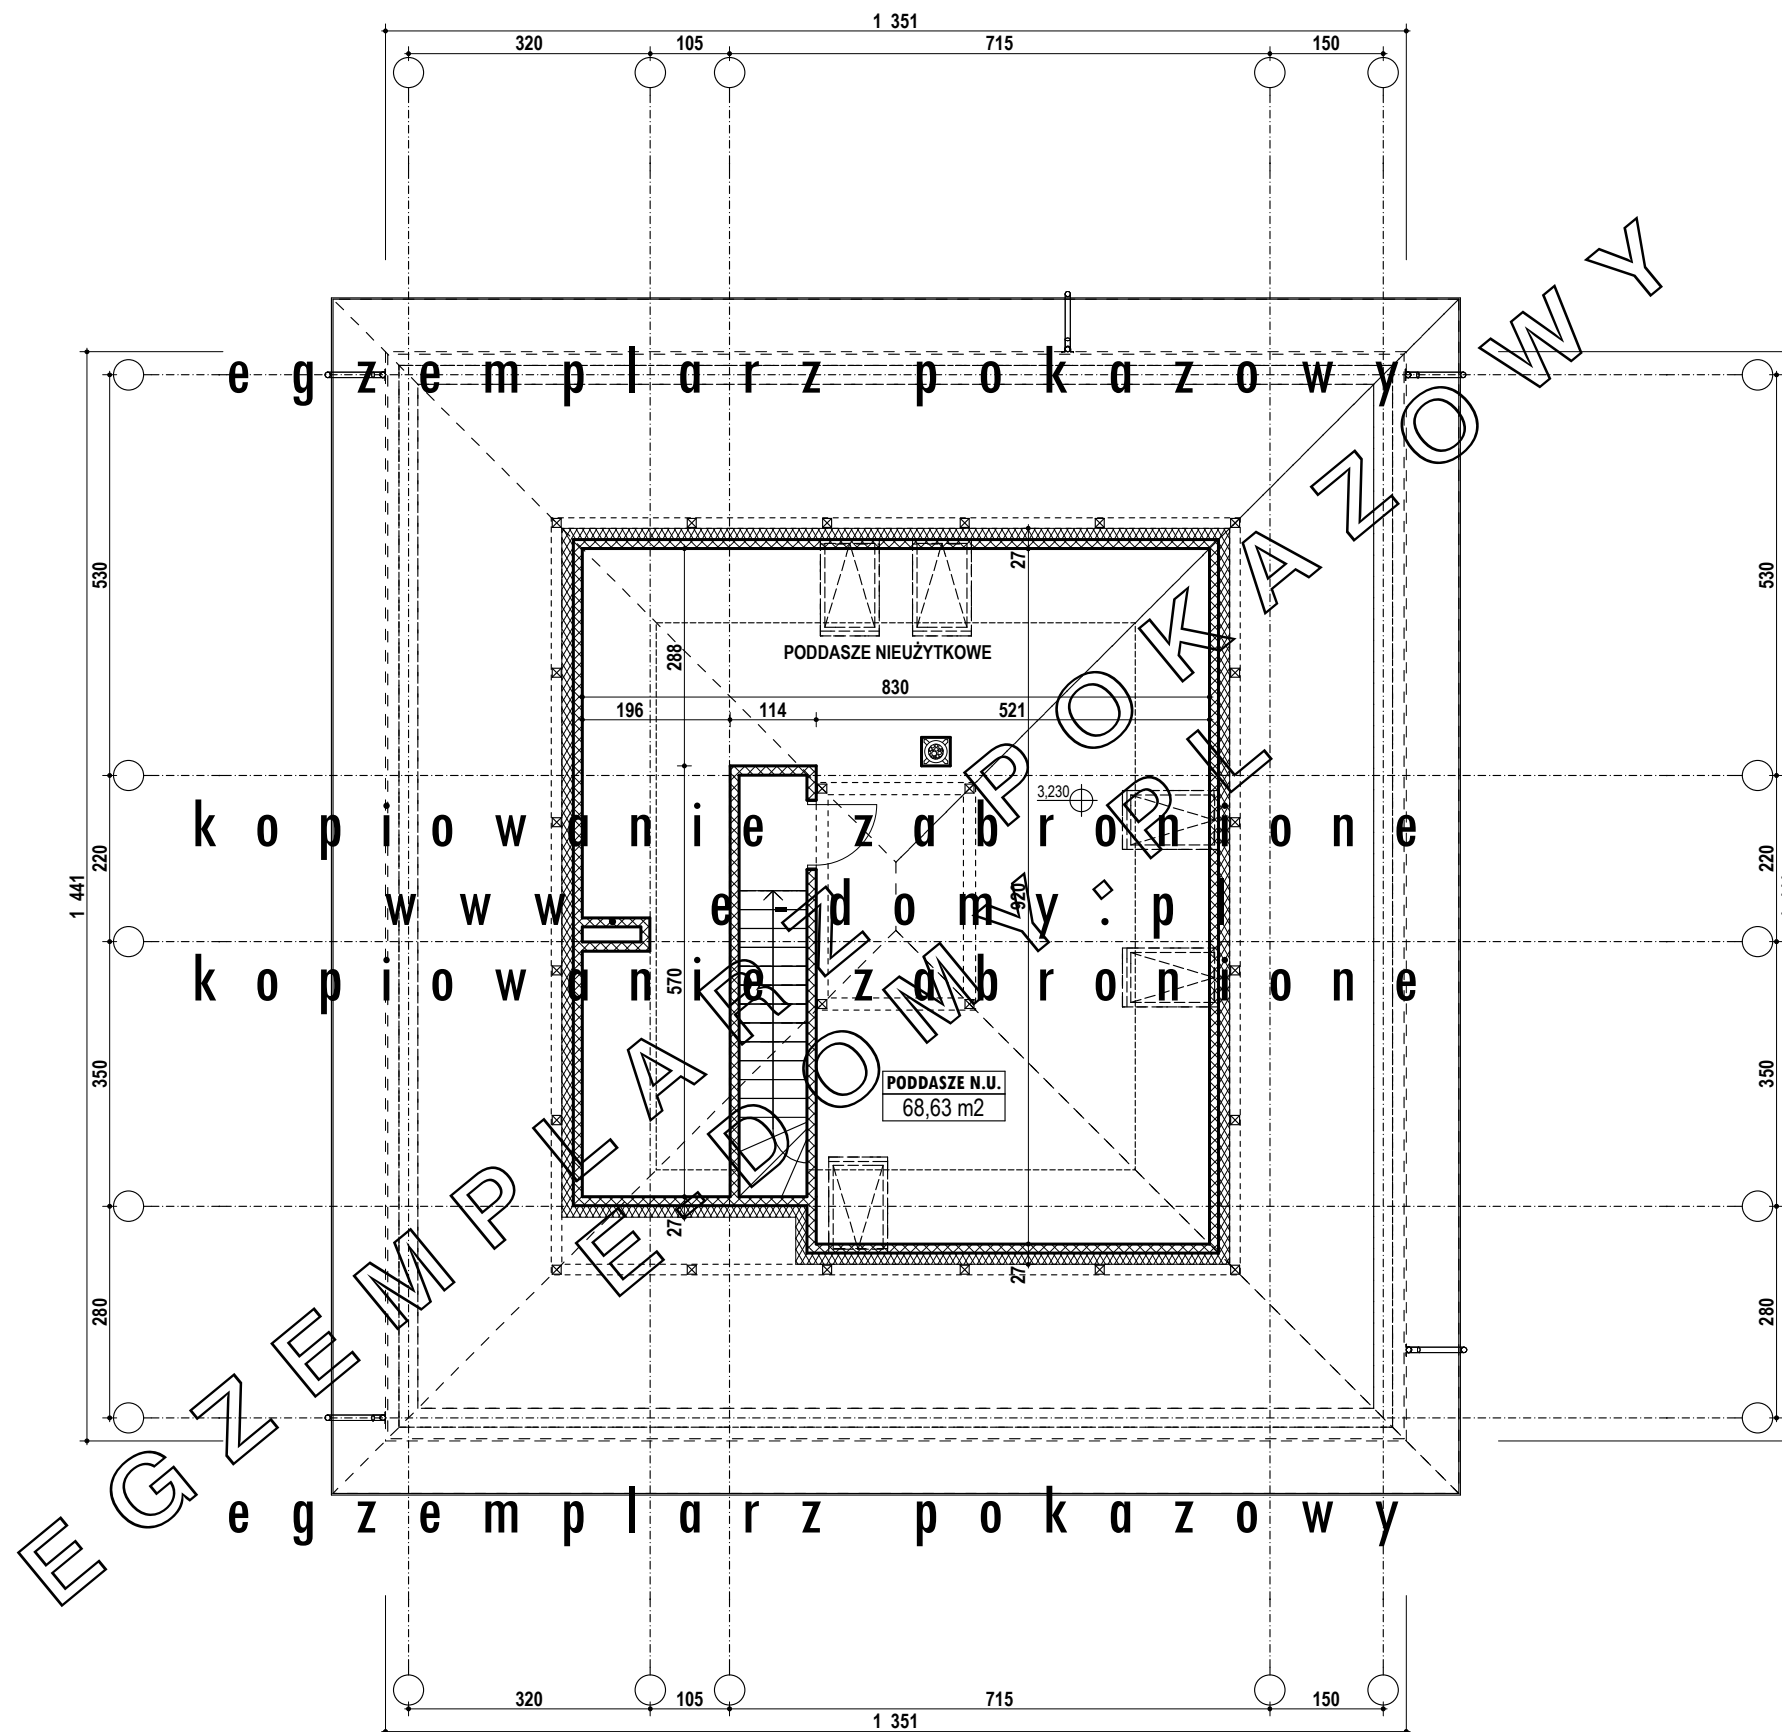 1 351
320 105 715 150
EGZEMPLARZ POKAZOWY
egzemplarz pokazowy
530
530
27
288
PODDASZE NIEUŻYTKOWE
830
196 114 521
3,230
kopiowanie zabronione
220
220
1 441
920
www.e-domy.pl
kopiowanie zabronione
570
E-DOMY.PL
350
350
PODDASZE N.U.
68,63 m2
27
27
280
280
egzemplarz pokazowy
320 105 715 150
1 351